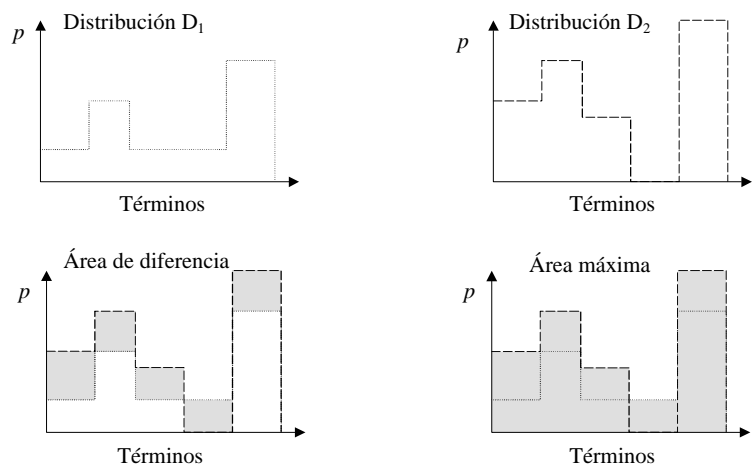 Distribución D₁
p
Términos
Distribución D₂
p
Términos
Área de diferencia
p
Términos
Área máxima
p
Términos